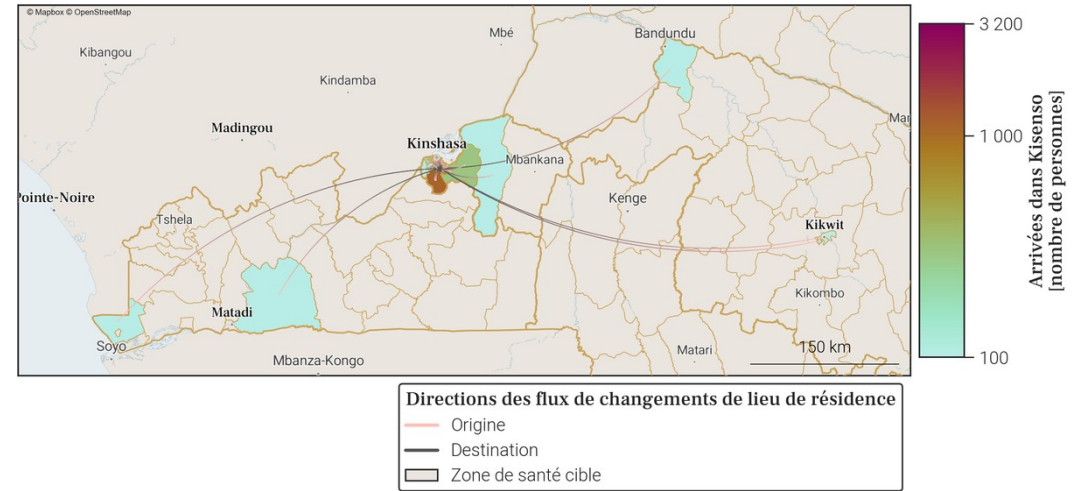 © Mapbox © OpenStreetMap
Kibangou
Mbé
Bandundu
Kindamba
Madingou
Kinshasa
Mbankana
Mar
Pointe-Noire
Tshela
Kenge
Kikwit
Kikombo
Matadi
Soyo
Mbanza-Kongo
Matari
150 km
3 200
1 000
100
Arrivées dans Kisenso
[nombre de personnes]
Directions des flux de changements de lieu de résidence
Origine
Destination
Zone de santé cible